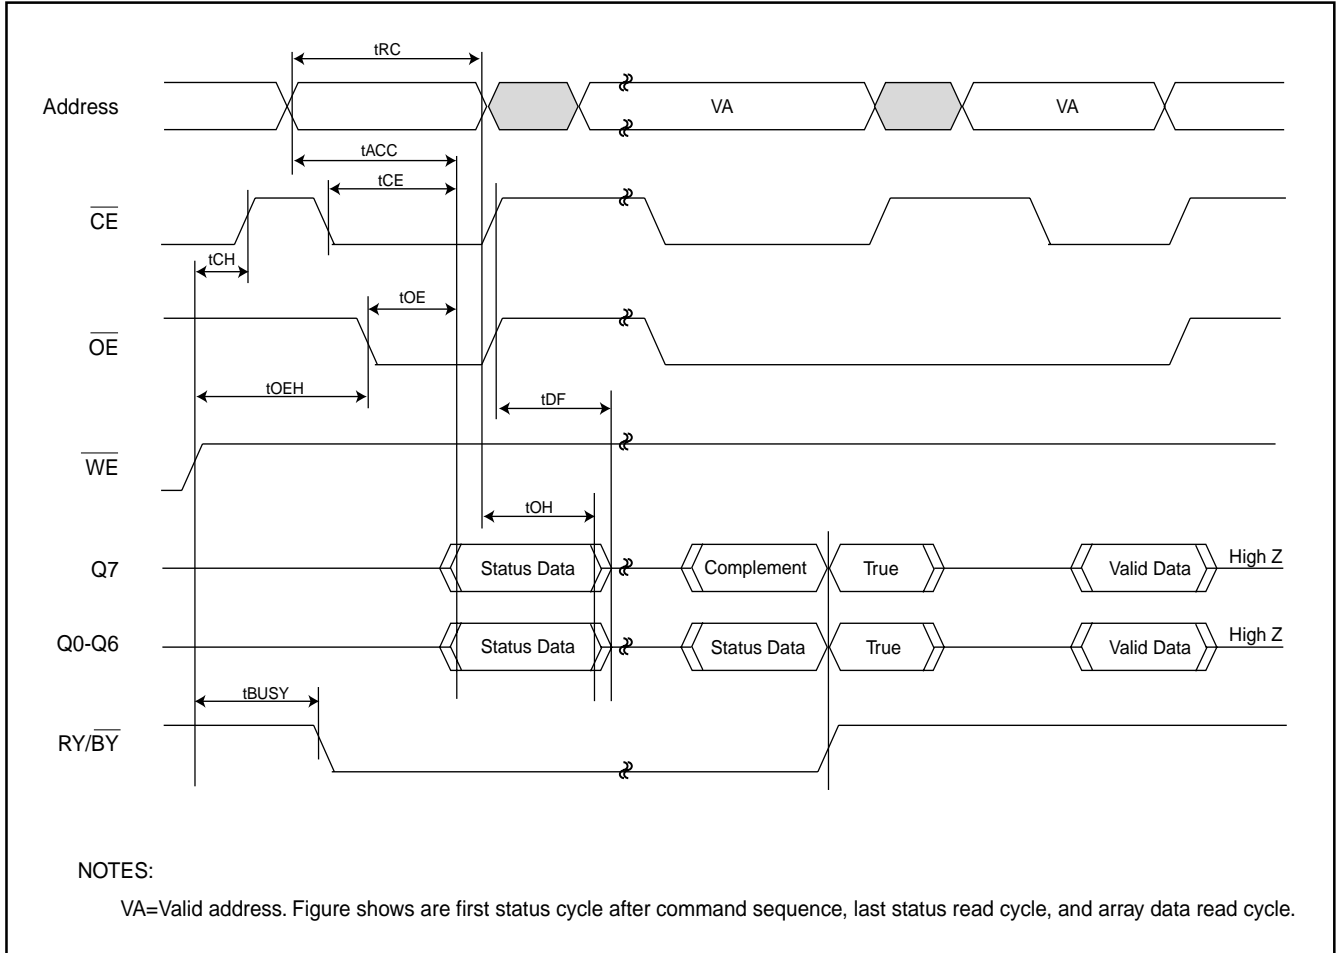 tRC
Address
VA
VA
tACC
tCE
CE
tCH
tOE
OE
tOEH
tDF
WE
tOH
Q7
Status Data
Complement
True
Valid Data
High Z
Q0-Q6
Status Data
Status Data
True
Valid Data
High Z
tBUSY
RY/BY
NOTES:
VA=Valid address. Figure shows are first status cycle after command sequence, last status read cycle, and array data read cycle.